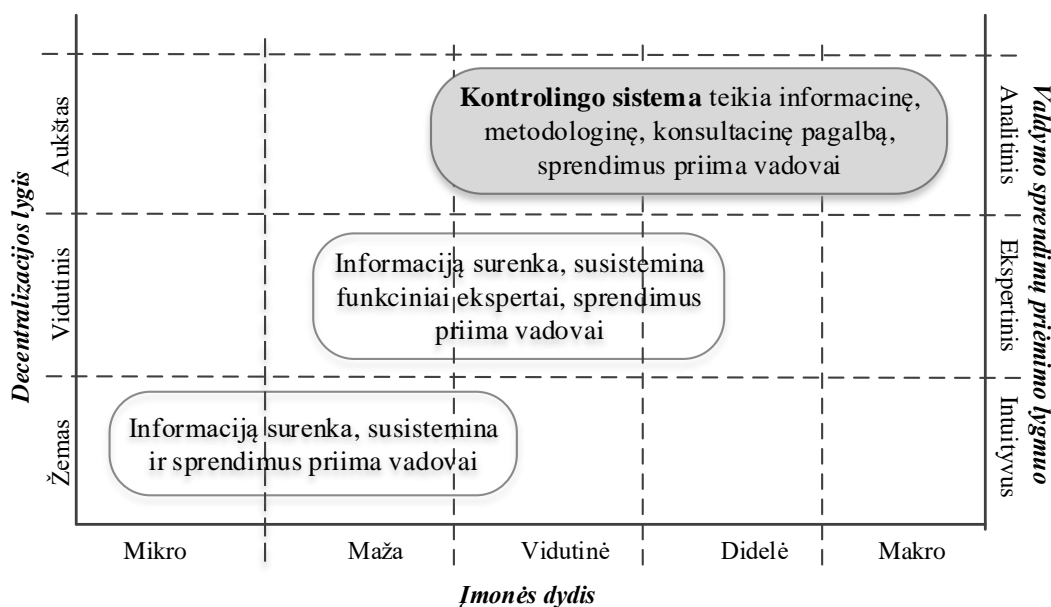 Decentralizacijos lygis
Aukštas
Vidutinis
Žemas
Kontrolingo sistema teikia informacinę,
metodologinę, konsultacinę pagalbą,
sprendimus priima vadovai
Informaciją surenka, susistemina
funkciniai ekspertai, sprendimus
priima vadovai
Informaciją surenka, susistemina
ir sprendimus priima vadovai
Analitinis
Ekspertinis
Intuityvus
Valdymo sprendimų priėmimo lygmuo
Mikro Maža Vidutinė Didelė Makro
Įmonės dydis